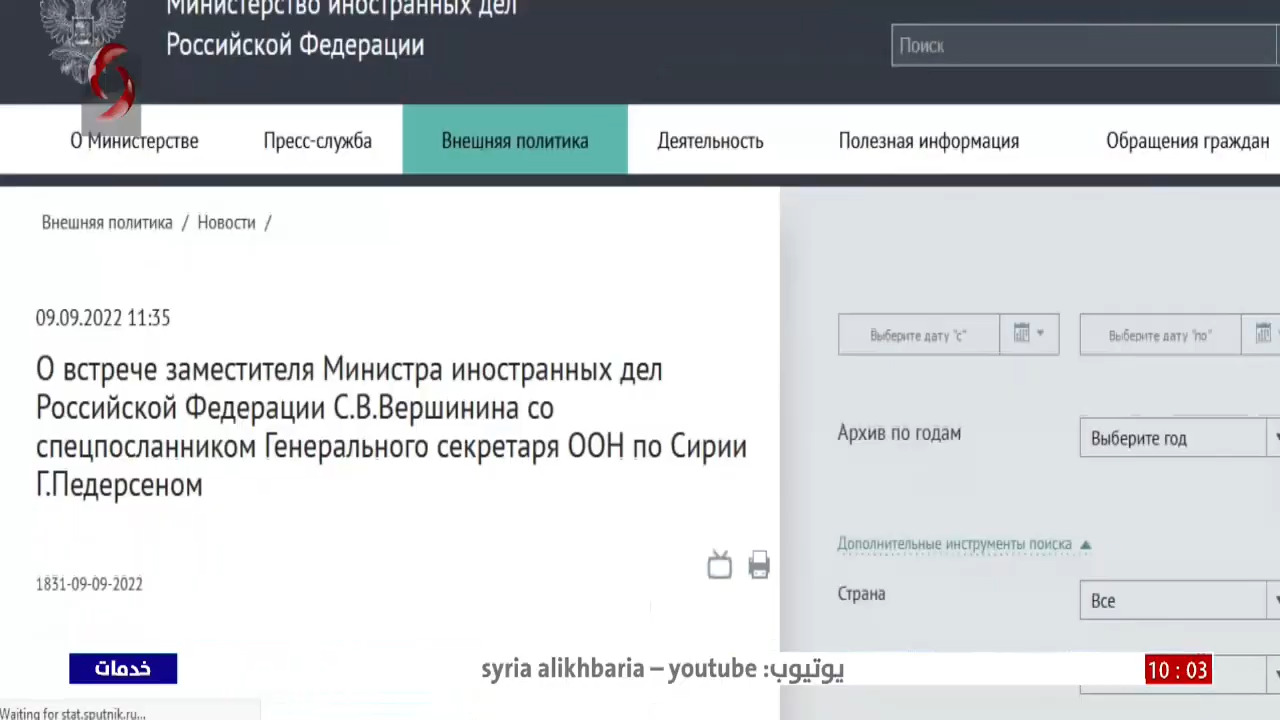 Министерство иностранных дел
Российской Федерации
Поиск
О Министерстве
Пресс-служба
Внешняя политика
Деятельность
Полезная информация
Обращения граждан
Внешняя политика / Новости /
09.09.2022 11:35
О встрече заместителя Министра иностранных дел
Российской Федерации С.В.Вершинина со
спецпосланником Генерального секретаря ООН по Сирии
Г.Педерсеном
1831-09-09-2022
Выберите дату "с"
Выберите дату "по"
Архив по годам
Выберите год
Дополнительные инструменты поиска
Страна
Все
خدمات
يوتيوب: syria alikhbaria – youtube
10 : 03
Waiting for stat.sputnik.ru...